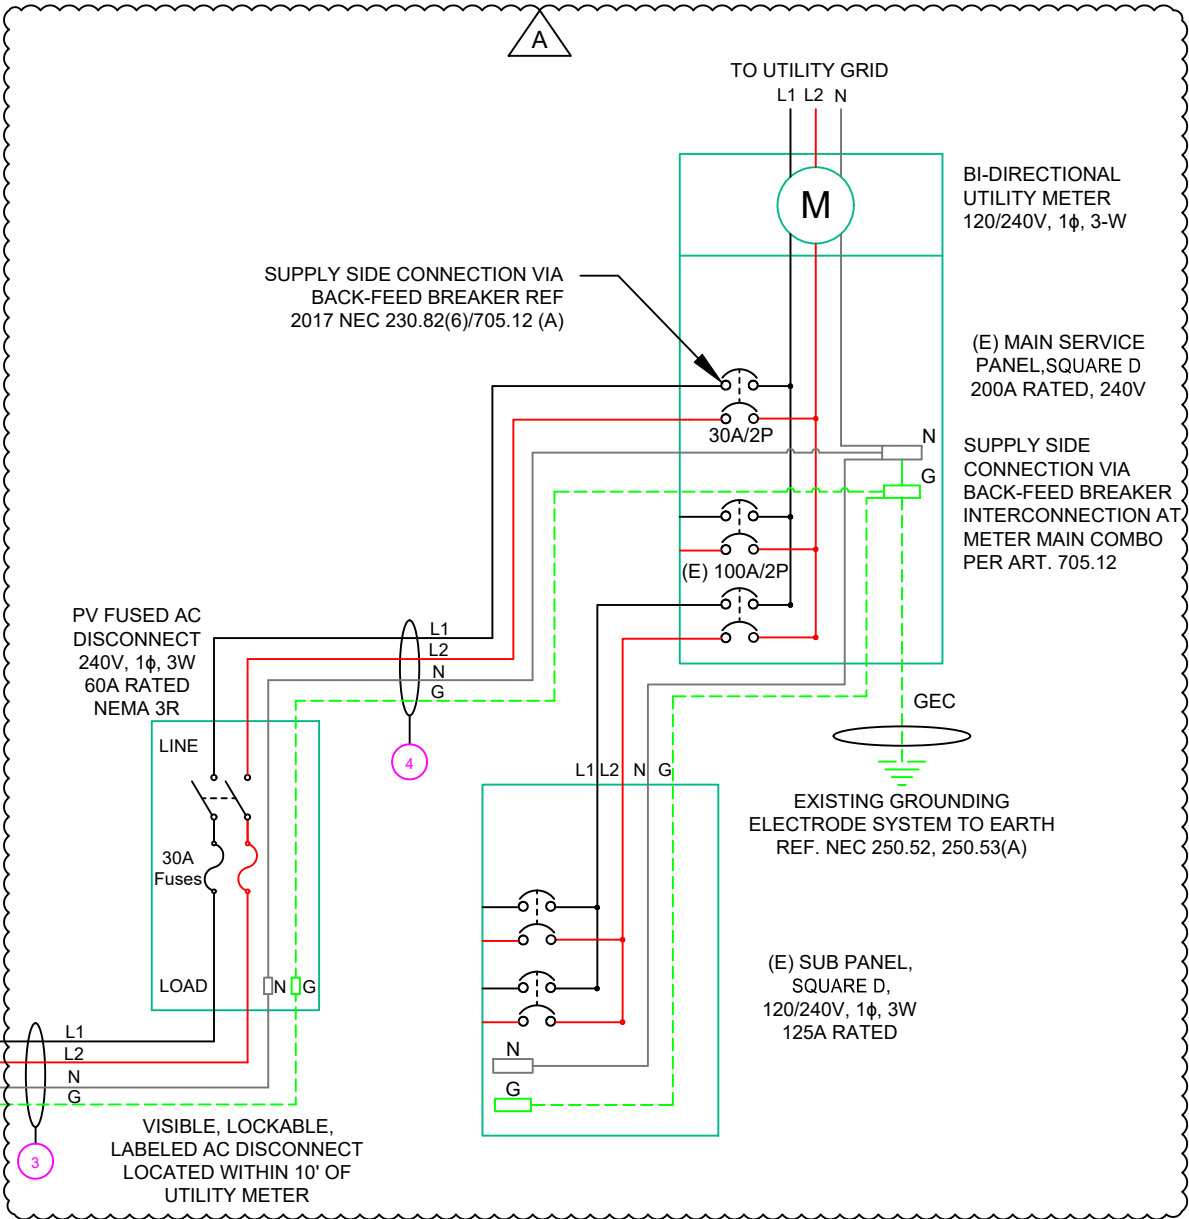 A
TO UTILITY GRID
L1 L2 N
M
BI-DIRECTIONAL
UTILITY METER
120/240V, 1ϕ, 3-W
SUPPLY SIDE CONNECTION VIA
BACK-FEED BREAKER REF
2017 NEC 230.82(6)/705.12 (A)
(E) MAIN SERVICE
PANEL,SQUARE D
200A RATED, 240V
30A/2P
N
G
SUPPLY SIDE
CONNECTION VIA
BACK-FEED BREAKER
INTERCONNECTION AT
METER MAIN COMBO
PER ART. 705.12
(E) 100A/2P
PV FUSED AC
DISCONNECT
240V, 1ϕ, 3W
60A RATED
NEMA 3R
L1
L2
N
G
4
GEC
LINE
30A
Fuses
LOAD
N G
L1 L2 N G
EXISTING GROUNDING
ELECTRODE SYSTEM TO EARTH
REF. NEC 250.52, 250.53(A)
(E) SUB PANEL,
SQUARE D,
120/240V, 1ϕ, 3W
125A RATED
N
G
L1
L2
N
G
3
VISIBLE, LOCKABLE,
LABELED AC DISCONNECT
LOCATED WITHIN 10' OF
UTILITY METER